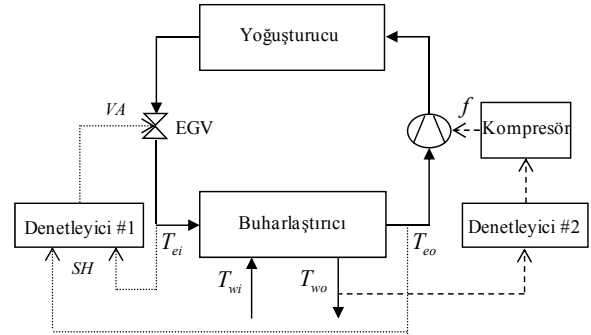 Yoğuşturucu
VA
EGV
f
Kompresör
Denetleyici #1
Buharlaştırıcı
Denetleyici #2
SH
T_ei
T_eo
T_wi
T_wo